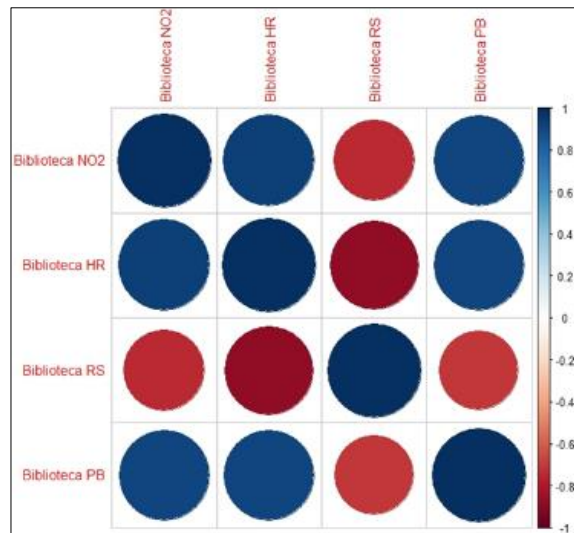 Biblioteca NO2
Biblioteca HR
Biblioteca RS
Biblioteca PB
Biblioteca NO2
Biblioteca HR
Biblioteca RS
Biblioteca PB
1
0.8
0.6
0.4
0.2
0
-0.2
-0.4
-0.6
-0.8
-1